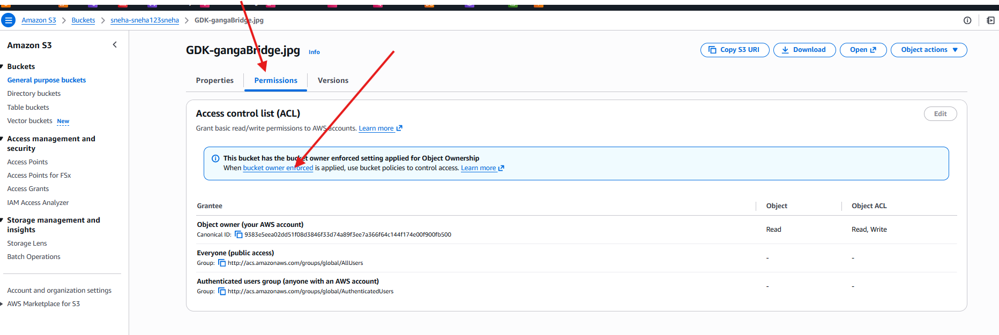 Amazon S3 > Buckets > sneha-sneha123sneha > GDK-gangaBridge.jpg
Amazon S3
Buckets
General purpose buckets
Directory buckets
Table buckets
Vector buckets New
Access management and
security
Access Points
Access Points for FSx
Access Grants
IAM Access Analyzer
Storage management and
insights
Storage Lens
Batch Operations
Account and organization settings
AWS Marketplace for S3
GDK-gangaBridge.jpg Info
Copy S3 URI
Download
Open
Object actions
Properties
Permissions
Versions
Access control list (ACL)
Edit
Grant basic read/write permissions to AWS accounts. Learn more
This bucket has the bucket owner enforced setting applied for Object Ownership
When bucket owner enforced is applied, use bucket policies to control access. Learn more
Grantee Object Object ACL
Object owner (your AWS account)
Canonical ID: 9383e5eea02dd51f08d3846f33d74a89f3ee7a366f64c144f174e00f900fb500
Read Read, Write
Everyone (public access)
Group: http://acs.amazonaws.com/groups/global/AllUsers
- -
Authenticated users group (anyone with an AWS account)
Group: http://acs.amazonaws.com/groups/global/AuthenticatedUsers
- -